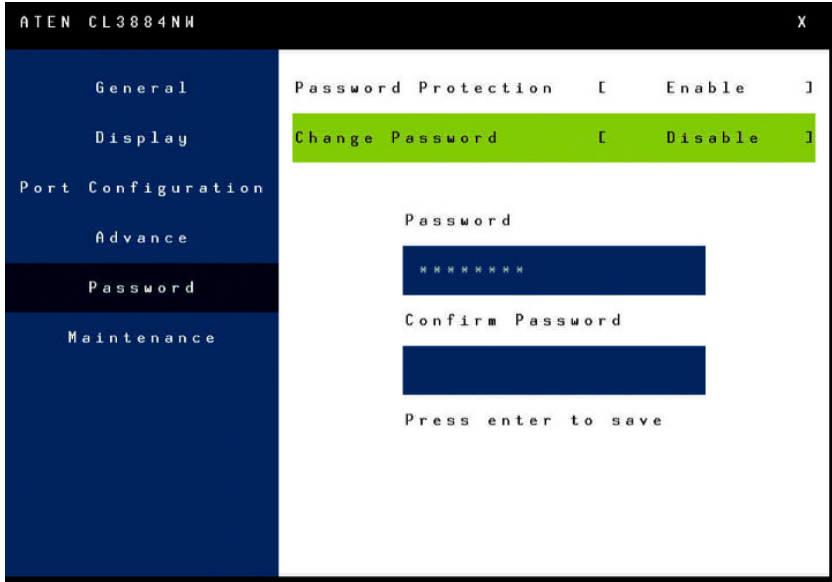 ATEN CL3884NW X
General
Display
Port Configuration
Advance
Password
Maintenance
Password Protection [ Enable ]
Change Password [ Disable ]
Password
********
Confirm Password
Press enter to save